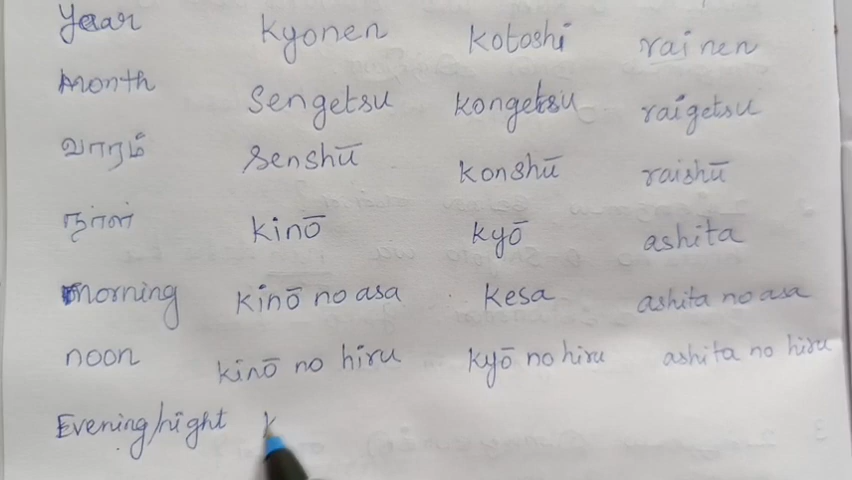 Year kyonen kotoshi rainen
Month Sengetsu kongetsu raigetsu
வாரம் Senshū konshū raishū
நாள் kinō kyō ashita
morning kinō no asa kesa ashita no asa
noon kinō no hiru kyō no hiru ashita no hiru
Evening/night k